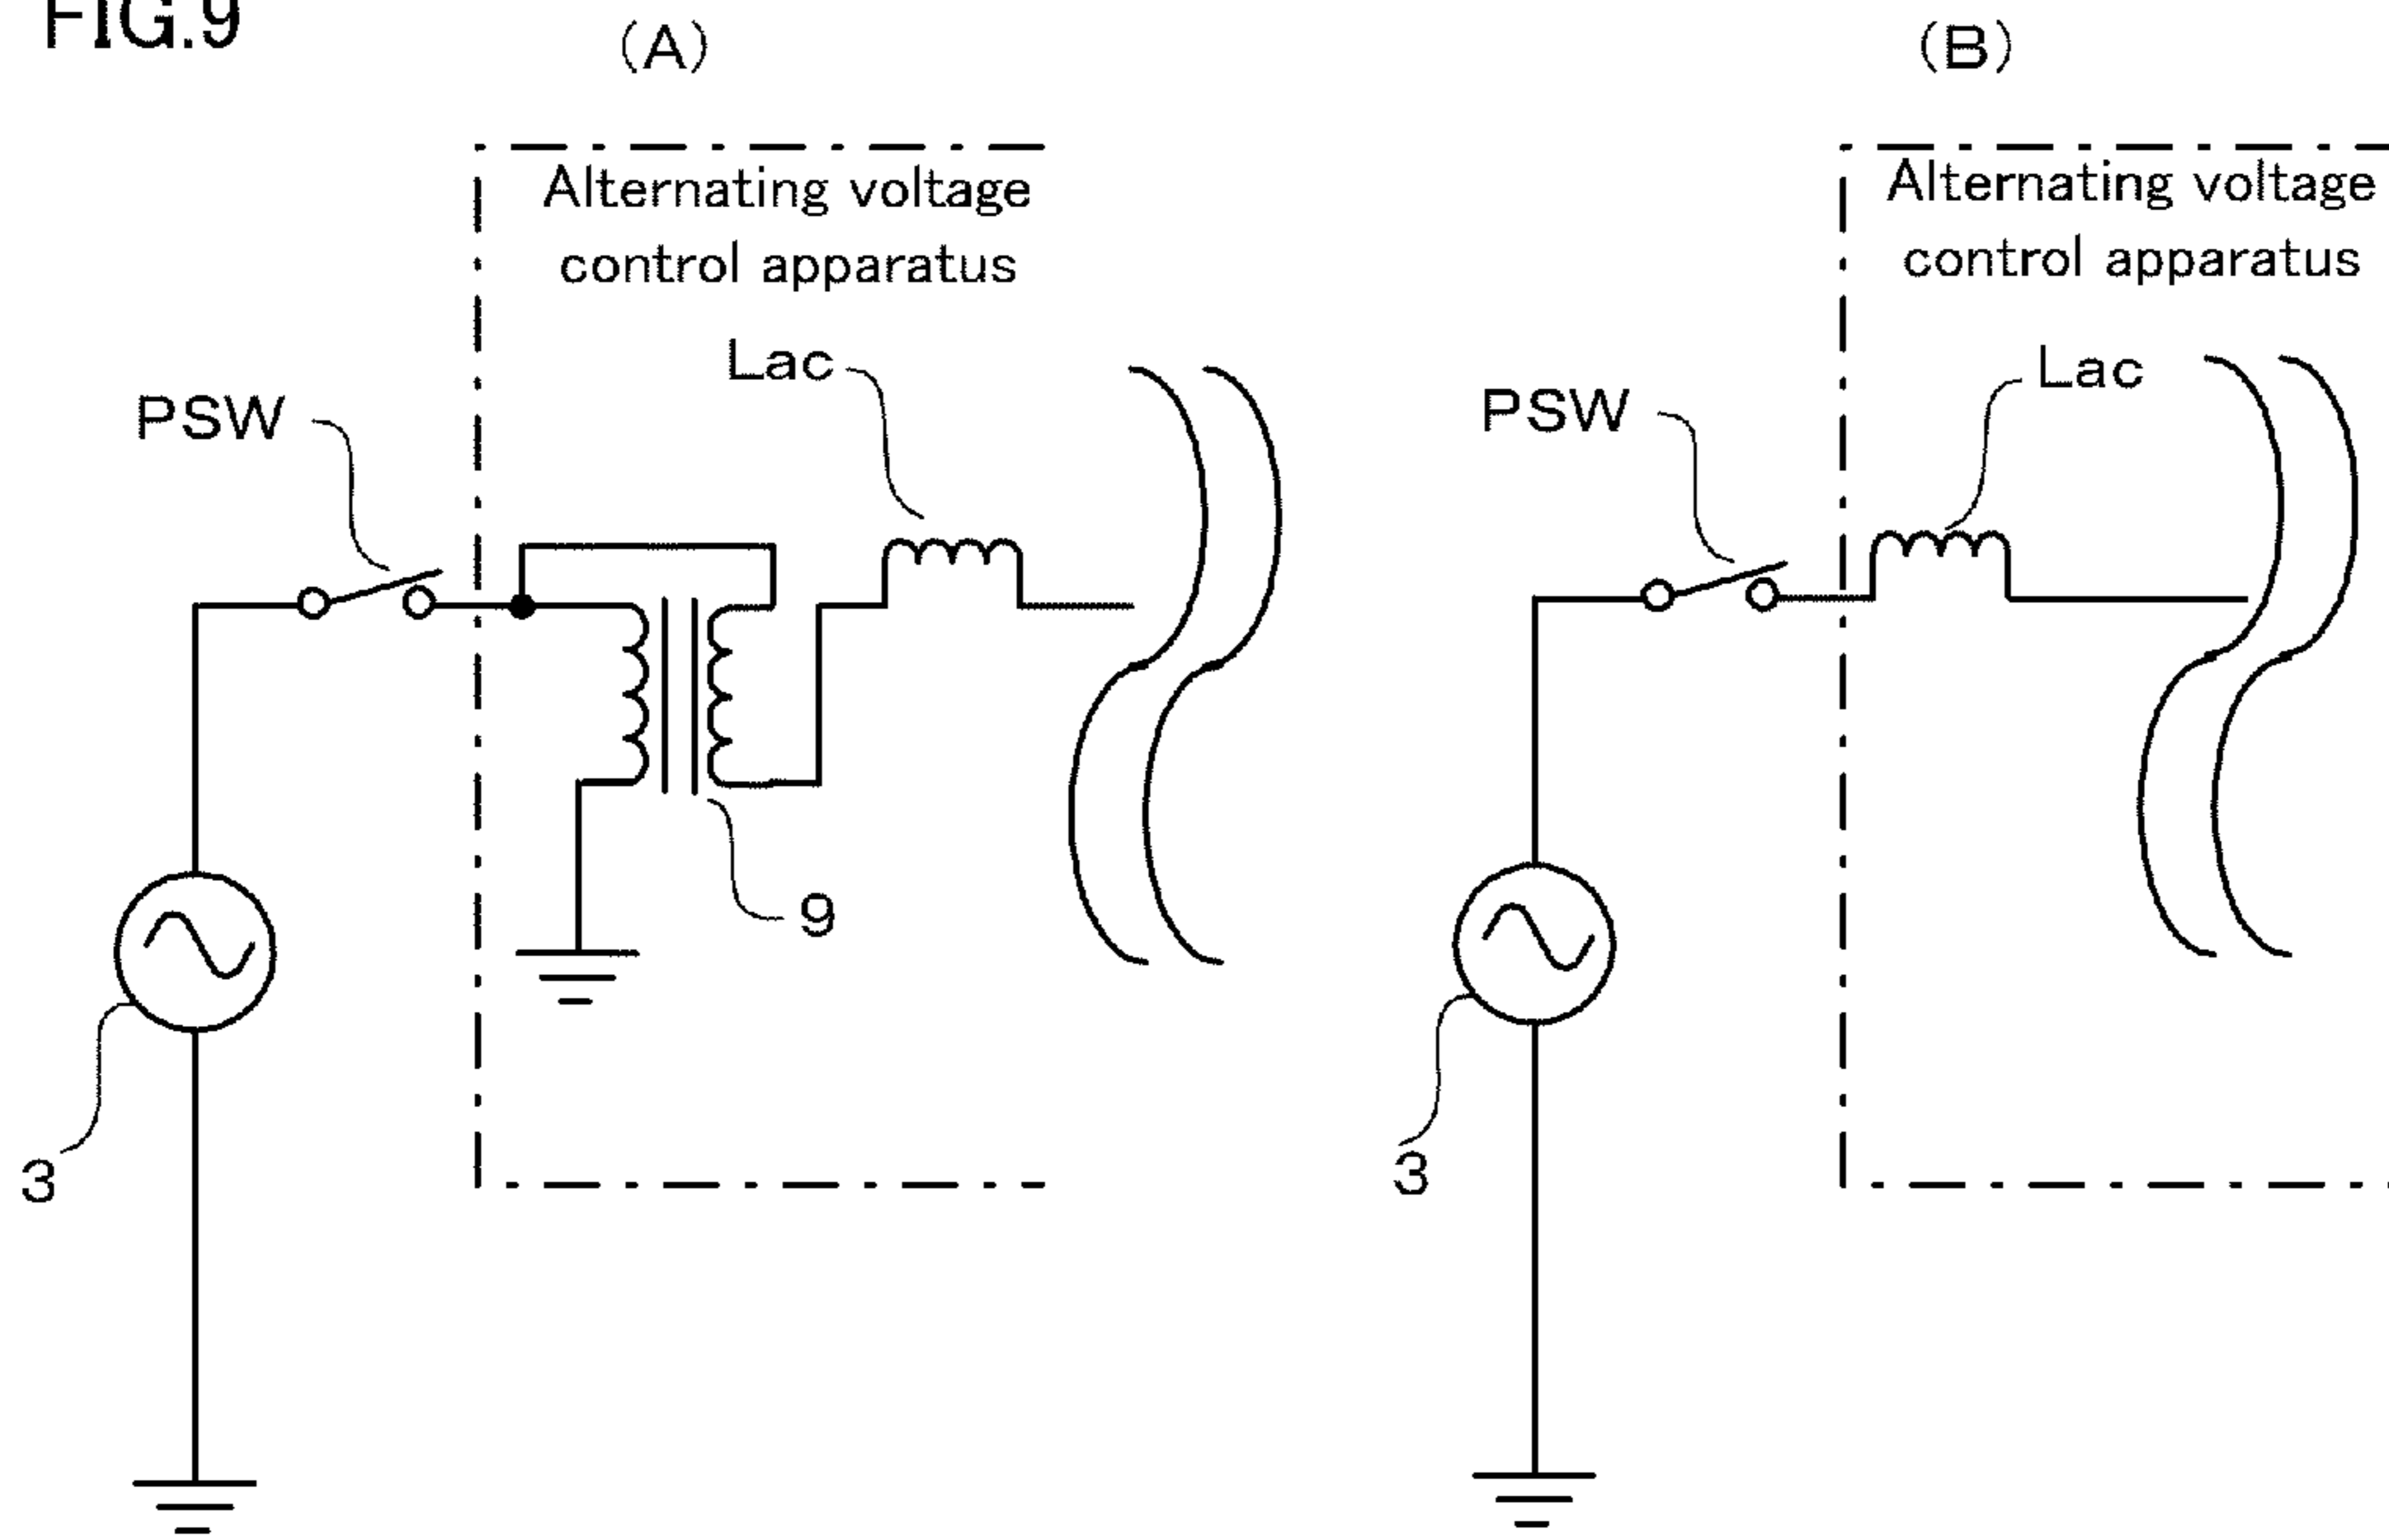 FIG.9
(A)
Alternating voltage
control apparatus
Lac
PSW
9
3
(B)
Alternating voltage
control apparatus
Lac
PSW
3